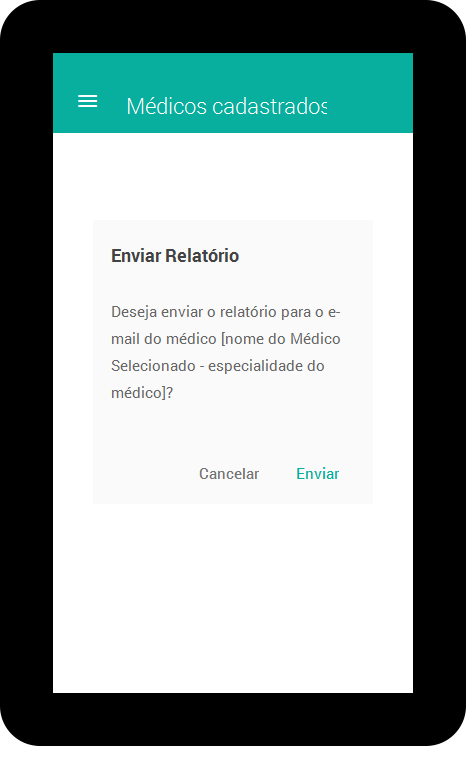 Médicos cadastrados
Enviar Relatório
Deseja enviar o relatório para o e-
mail do médico [nome do Médico
Selecionado - especialidade do
médico]?
Cancelar Enviar